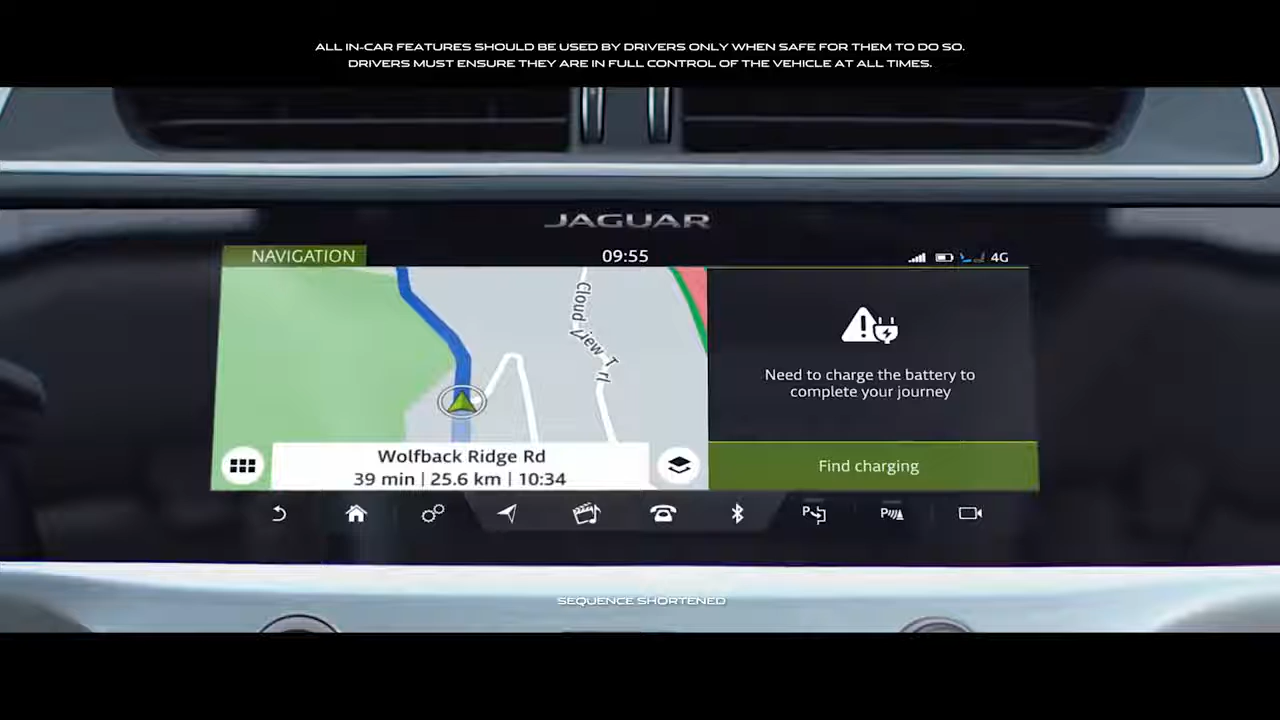 ALL IN-CAR FEATURES SHOULD BE USED BY DRIVERS ONLY WHEN SAFE FOR THEM TO DO SO.
DRIVERS MUST ENSURE THEY ARE IN FULL CONTROL OF THE VEHICLE AT ALL TIMES.
JAGUAR
NAVIGATION
09:55
4G
Cloud View Trl
Need to charge the battery to
complete your journey
Wolfback Ridge Rd
39 min | 25.6 km | 10:34
Find charging
P
P
SEQUENCE SHORTENED